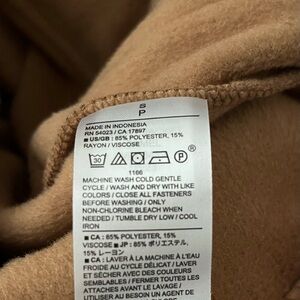 S
P
MADE IN INDONESIA
RN 54023 / CA 17897
■ US/GB : 85% POLYESTER, 15%
RAYON / VISCOSE
30 P
1166
MACHINE WASH COLD GENTLE
CYCLE / WASH AND DRY WITH LIKE
COLORS / CLOSE ALL FASTENERS
BEFORE WASHING / ONLY
NON-CHLORINE BLEACH WHEN
NEEDED / TUMBLE DRY LOW / COOL
IRON
■ CA : 85% POLYESTER, 15%
VISCOSE ■ JP : 85% ポリエステル,
15% レーヨン
■ CA : LAVER À LA MACHINE À L'EAU
FROIDE AU CYCLE DÉLICAT / LAVER
ET SÉCHER AVEC DES COULEURS
SEMBLABLES / FERMER TOUTES LES
ATTACHES AVANT LE LAVAGE /
UTILISER AU BESOIN UN AGENT DE